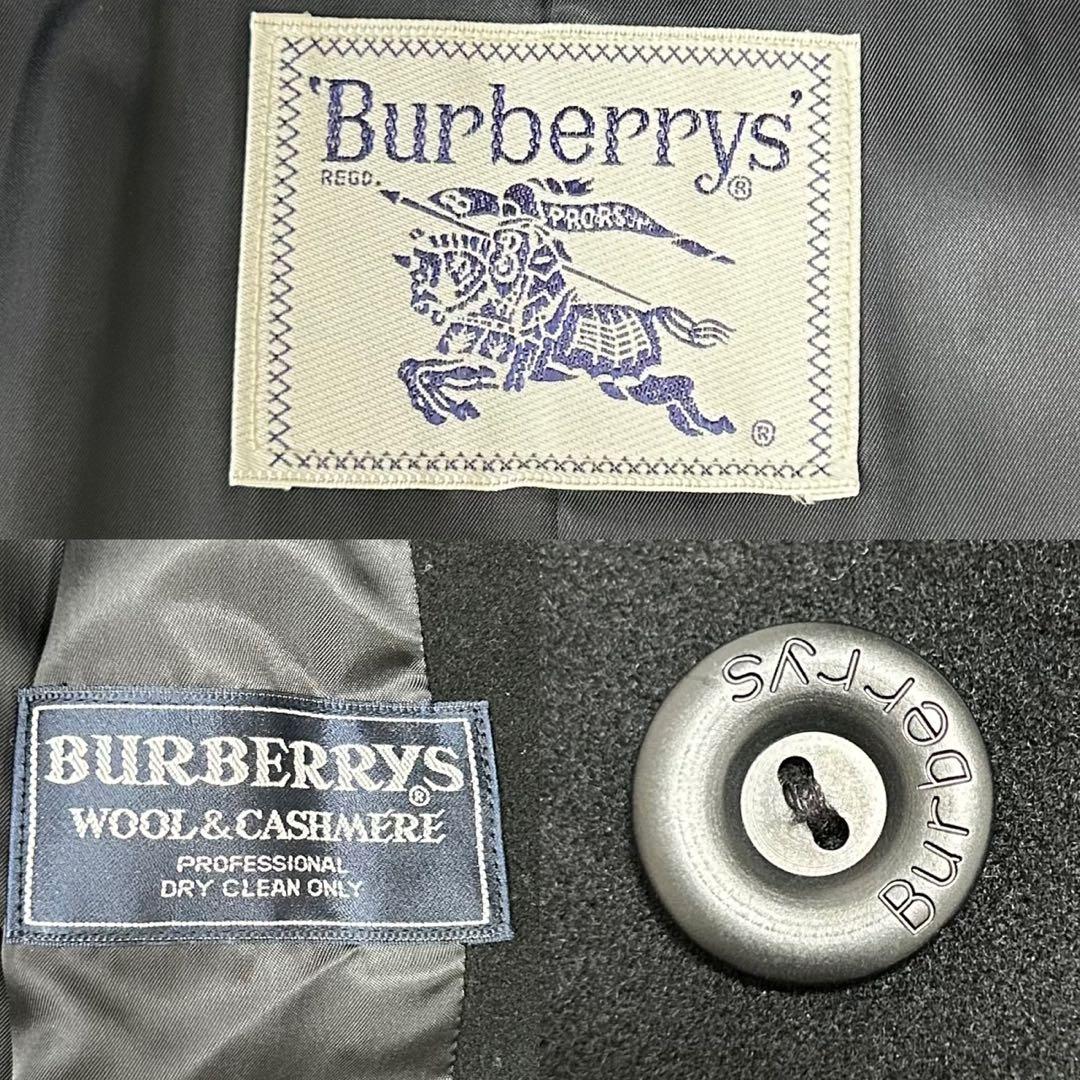 'Burberrys'
REGD.
®
PRORSUM
®
BURBERRYS
®
WOOL & CASHMERE
PROFESSIONAL
DRY CLEAN ONLY
Burberrys